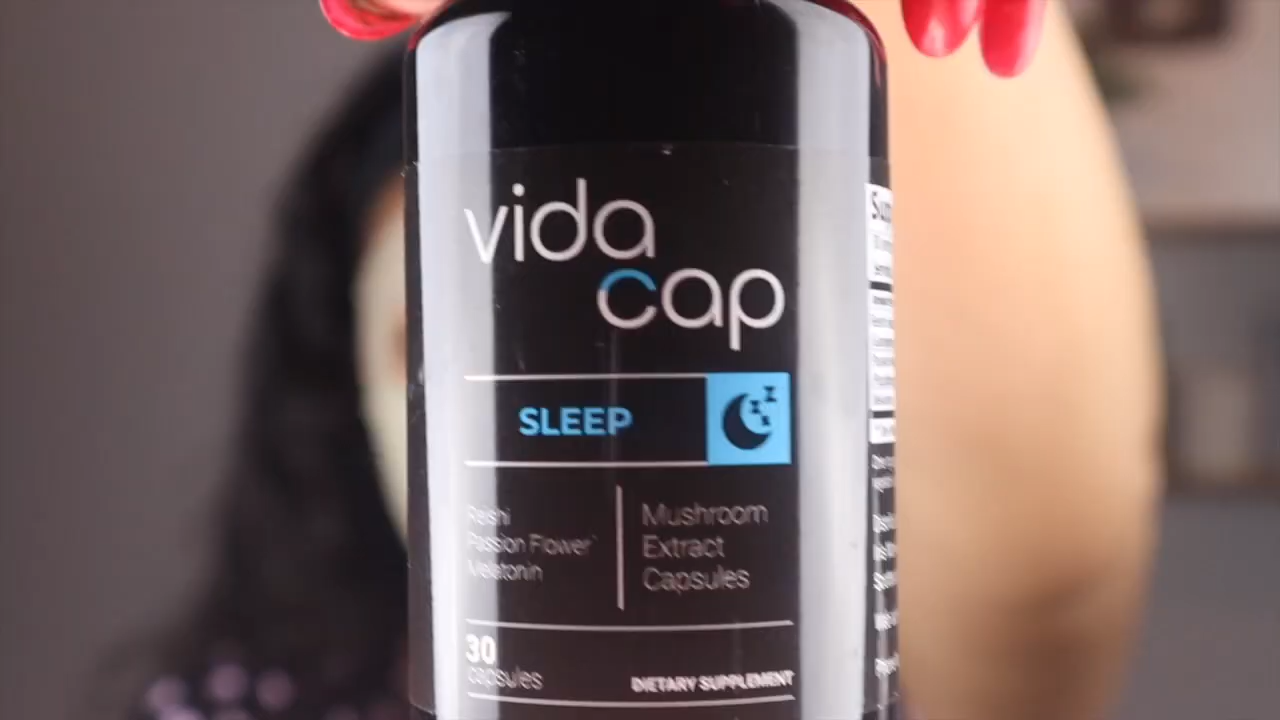 vida
cap
SLEEP
Reishi
Passion Flower
Melatonin
Mushroom
Extract
Capsules
30
capsules
DIETARY SUPPLEMENT